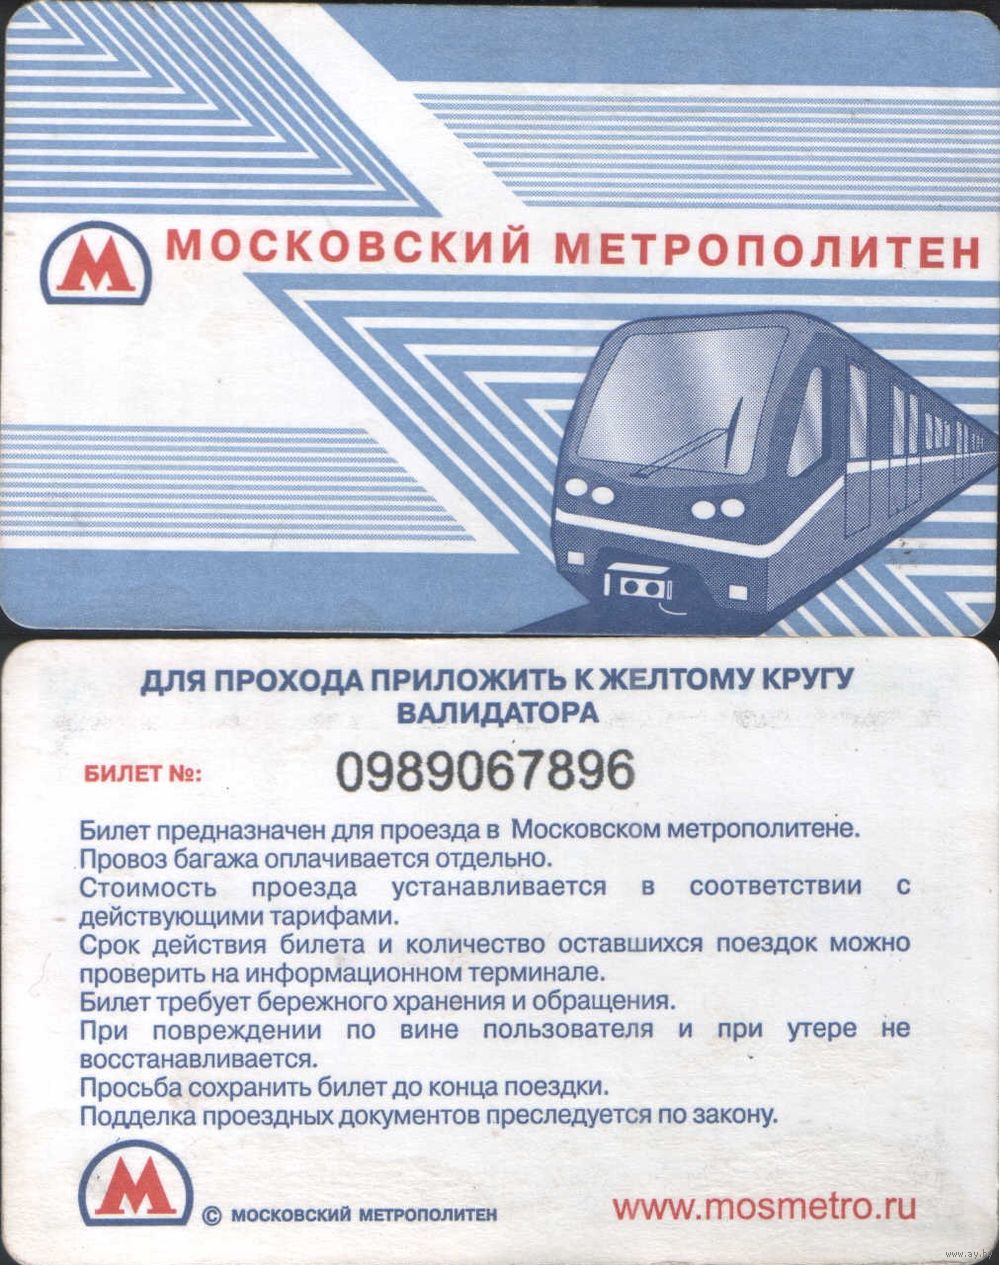 М МОСКОВСКИЙ МЕТРОПОЛИТЕН
ДЛЯ ПРОХОДА ПРИЛОЖИТЬ К ЖЕЛТОМУ КРУГУ
ВАЛИДАТОРА
БИЛЕТ №: 0989067896
Билет предназначен для проезда в Московском метрополитене.
Провоз багажа оплачивается отдельно.
Стоимость проезда устанавливается в соответствии с
действующими тарифами.
Срок действия билета и количество оставшихся поездок можно
проверить на информационном терминале.
Билет требует бережного хранения и обращения.
При повреждении по вине пользователя и при утере не
восстанавливается.
Просьба сохранить билет до конца поездки.
Подделка проездных документов преследуется по закону.
М © МОСКОВСКИЙ МЕТРОПОЛИТЕН www.mosmetro.ru
www.ay.by